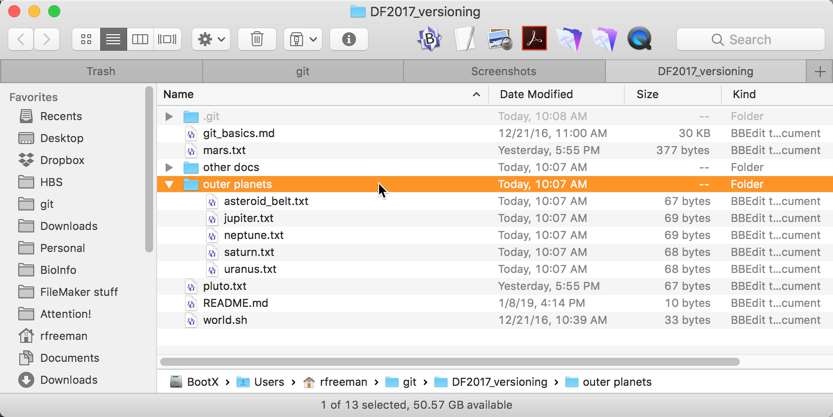 DF2017_versioning
Search
Trash git Screenshots DF2017_versioning +
Favorites
Recents
Desktop
Dropbox
HBS
git
Downloads
Personal
BioInfo
FileMaker stuff
Attention!
rfreeman
Documents
Downloads
Name Date Modified Size Kind
.git Today, 10:08 AM -- Folder
git_basics.md 12/21/16, 11:00 AM 30 KB BBEdit t...cument
mars.txt Yesterday, 5:55 PM 377 bytes BBEdit t...cument
other docs Today, 10:07 AM -- Folder
outer planets Today, 10:07 AM -- Folder
asteroid_belt.txt Today, 10:07 AM 67 bytes BBEdit t...cument
jupiter.txt Today, 10:07 AM 69 bytes BBEdit t...cument
neptune.txt Today, 10:07 AM 69 bytes BBEdit t...cument
saturn.txt Today, 10:07 AM 68 bytes BBEdit t...cument
uranus.txt Today, 10:07 AM 68 bytes BBEdit t...cument
pluto.txt Yesterday, 5:55 PM 67 bytes BBEdit t...cument
README.md 1/8/19, 4:14 PM 10 bytes BBEdit t...cument
world.sh 12/21/16, 10:39 AM 33 bytes BBEdit t...cument
BootX › Users › rfreeman › git › DF2017_versioning › outer planets
1 of 13 selected, 50.57 GB available